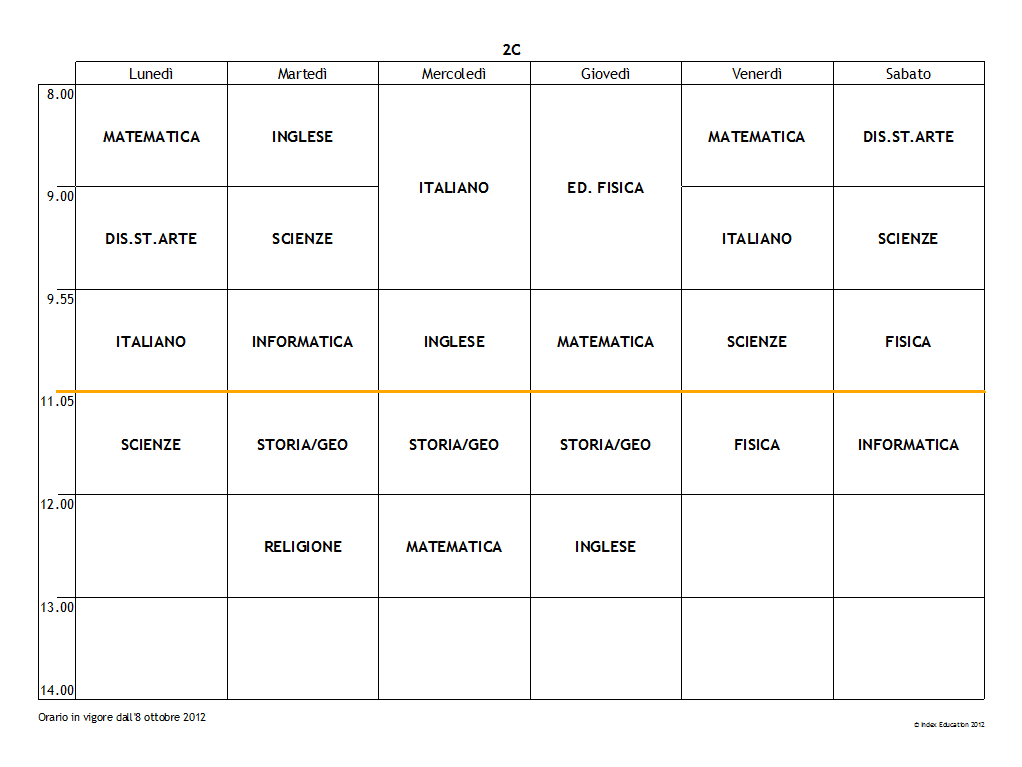 2C
Lunedì Martedì Mercoledì Giovedì Venerdì Sabato
8.00
MATEMATICA INGLESE MATEMATICA DIS.ST.ARTE
ITALIANO ED. FISICA
9.00
DIS.ST.ARTE SCIENZE ITALIANO SCIENZE
9.55
ITALIANO INFORMATICA INGLESE MATEMATICA SCIENZE FISICA
11.05
SCIENZE STORIA/GEO STORIA/GEO STORIA/GEO FISICA INFORMATICA
12.00
RELIGIONE MATEMATICA INGLESE
13.00
14.00
Orario in vigore dall'8 ottobre 2012
© Index Education 2012